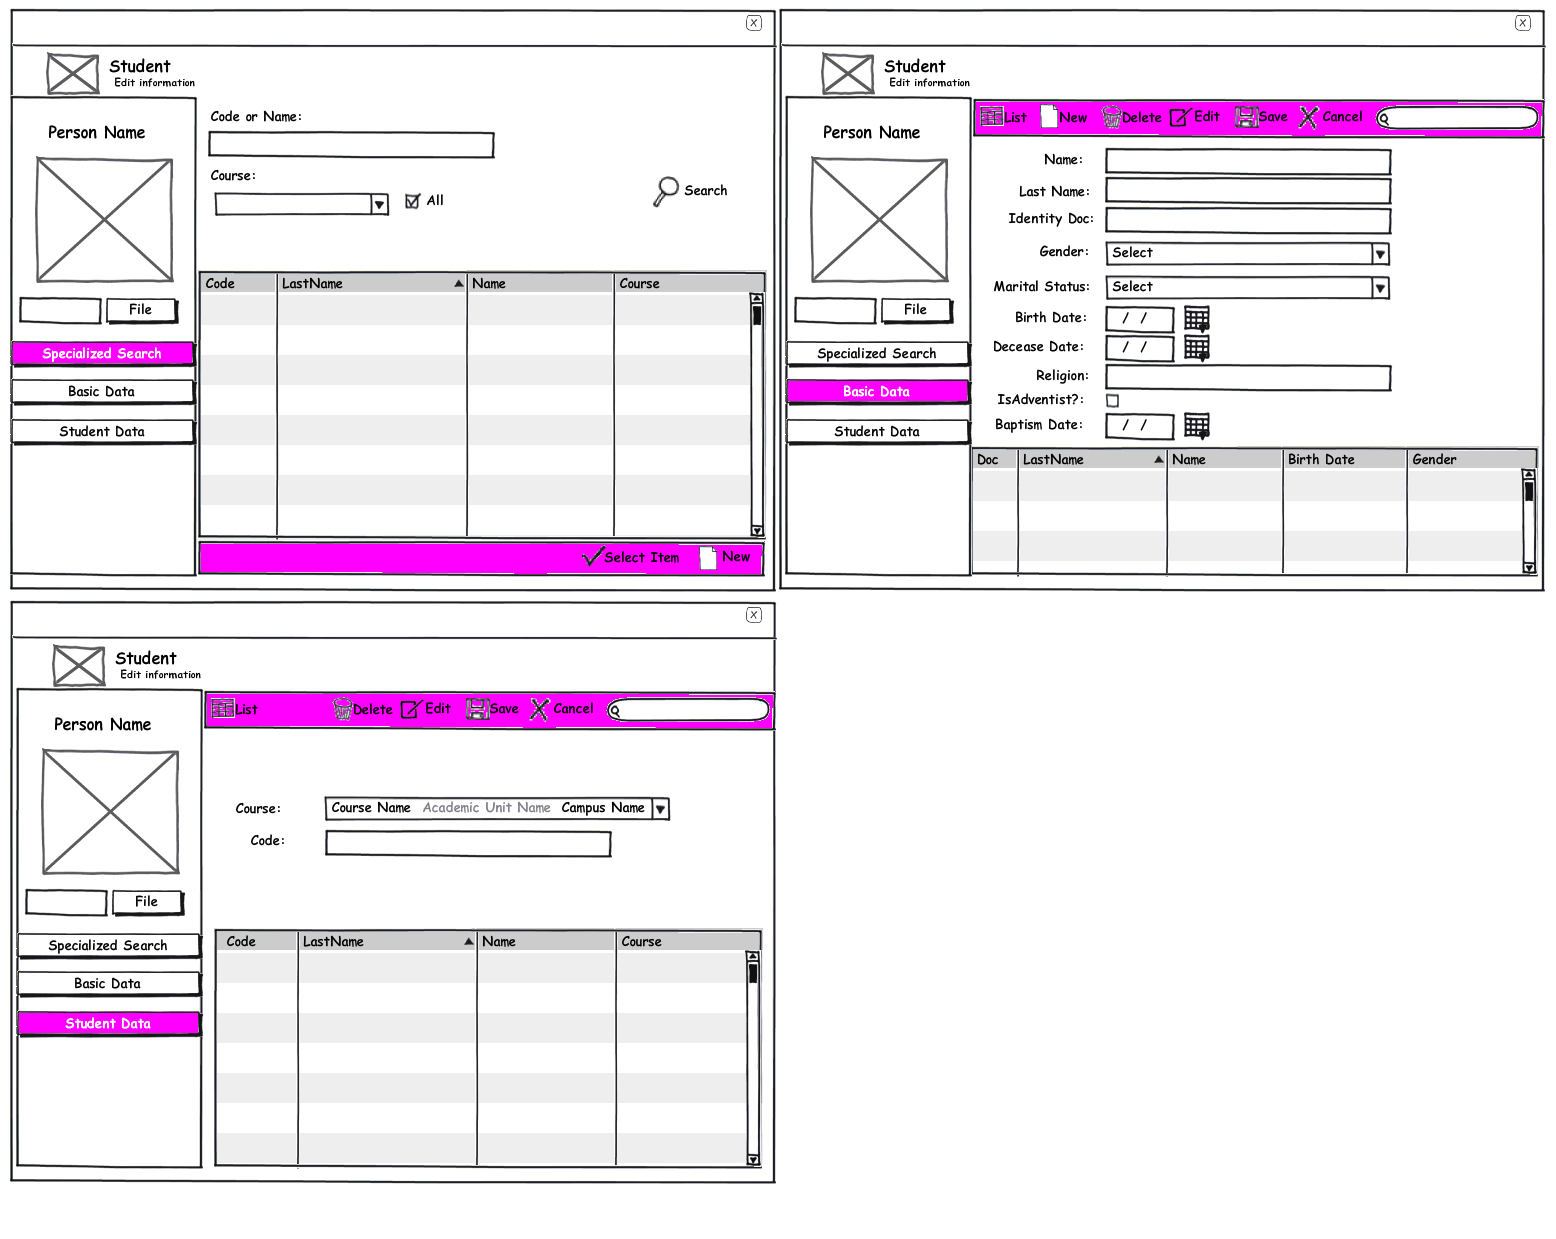 x
Student
Edit information
Person Name
File
Specialized Search
Basic Data
Student Data
Code or Name:
Course:
All
Search
Code LastName Name Course
Select Item New
x
Student
Edit information
Person Name
File
Specialized Search
Basic Data
Student Data
List New Delete Edit Save Cancel
Name:
Last Name:
Identity Doc:
Gender: Select
Marital Status: Select
Birth Date: / /
Decease Date: / /
Religion:
IsAdventist?:
Baptism Date: / /
Doc LastName Name Birth Date Gender
x
Student
Edit information
Person Name
File
Specialized Search
Basic Data
Student Data
List Delete Edit Save Cancel
Course: Course Name Academic Unit Name Campus Name
Code:
Code LastName Name Course